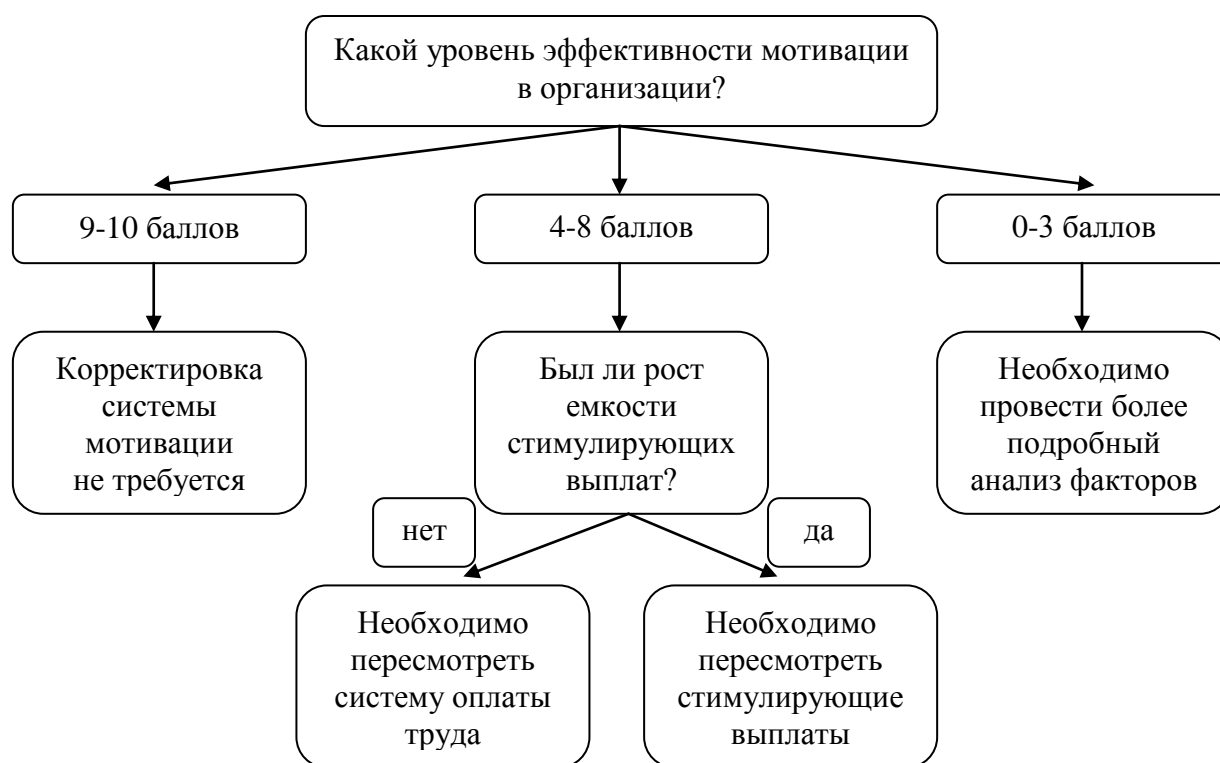 Какой уровень эффективности мотивации
в организации?
9-10 баллов
4-8 баллов
0-3 баллов
Корректировка
системы
мотивации
не требуется
Был ли рост
емкости
стимулирующих
выплат?
Необходимо
провести более
подробный
анализ факторов
нет
да
Необходимо
пересмотреть
систему оплаты
труда
Необходимо
пересмотреть
стимулирующие
выплаты